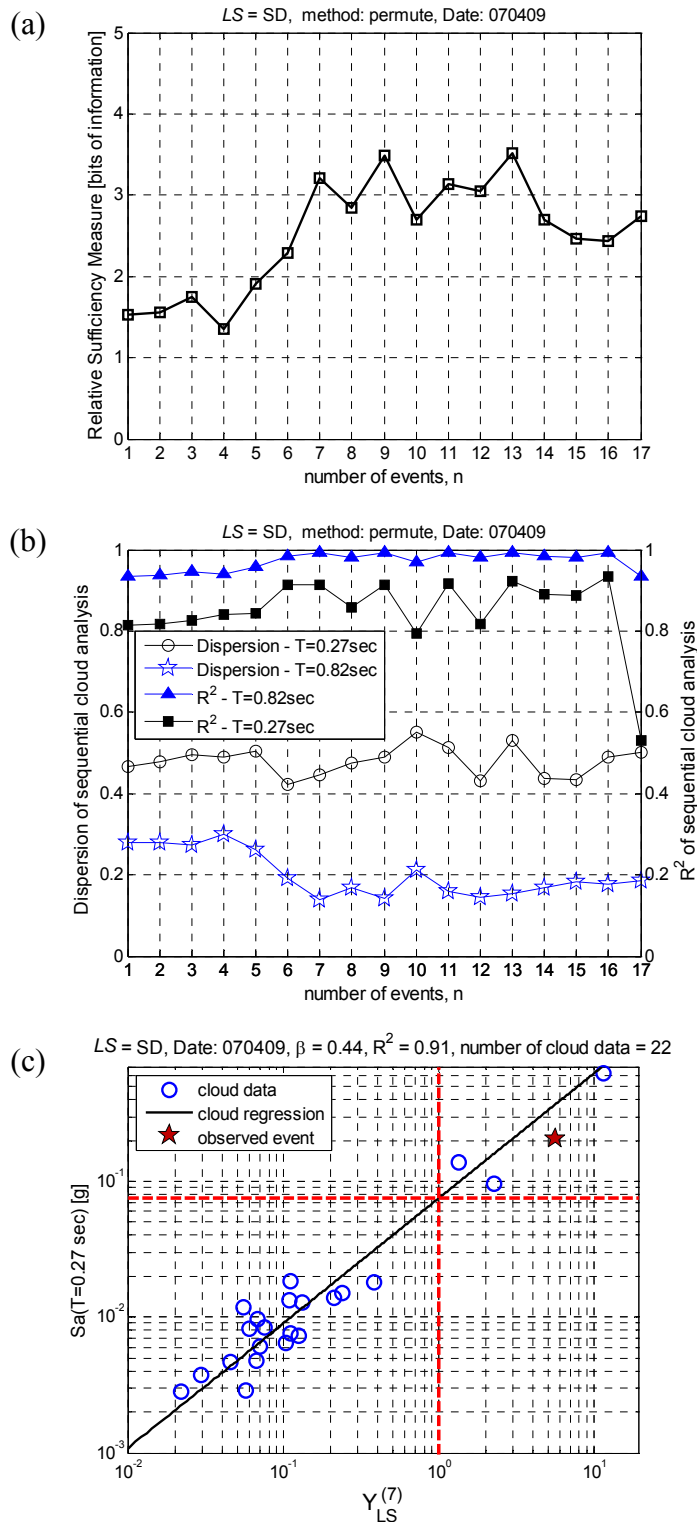 (a)
LS = SD, method: permute, Date: 070409
Relative Sufficiency Measure [bits of information]
5
4
3
2
1
0
1 2 3 4 5 6 7 8 9 10 11 12 13 14 15 16 17
number of events, n
(b)
LS = SD, method: permute, Date: 070409
Dispersion of sequential cloud analysis
1
0.8
0.6
0.4
0.2
0
Dispersion - T=0.27sec
Dispersion - T=0.82sec
R² - T=0.82sec
R² - T=0.27sec
1
0.8
0.6
0.4
0.2
0
R² of sequential cloud analysis
1 2 3 4 5 6 7 8 9 10 11 12 13 14 15 16 17
number of events, n
(c)
LS = SD, Date: 070409, β = 0.44, R² = 0.91, number of cloud data = 22
cloud data
cloud regression
observed event
Sa(T=0.27 sec) [g]
10⁻¹
10⁻²
10⁻³
10⁻² 10⁻¹ 10⁰ 10¹
Y_LS^(7)